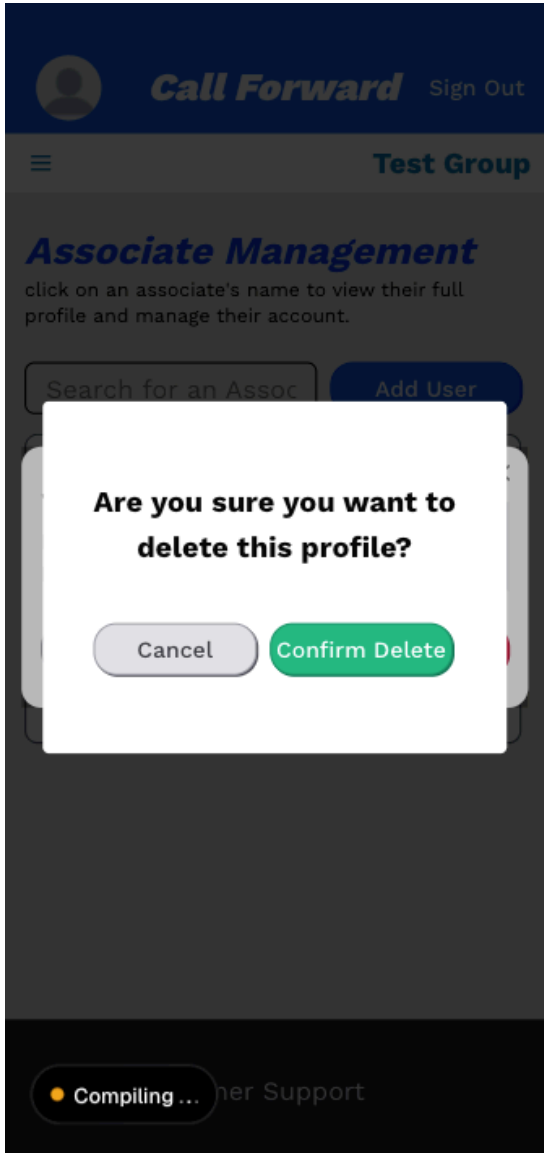 Call Forward
Sign Out
Test Group
Associate Management
click on an associate's name to view their full
profile and manage their account.
Search for an Assoc
Add User
Are you sure you want to
delete this profile?
Cancel
Confirm Delete
Compiling ...
Support